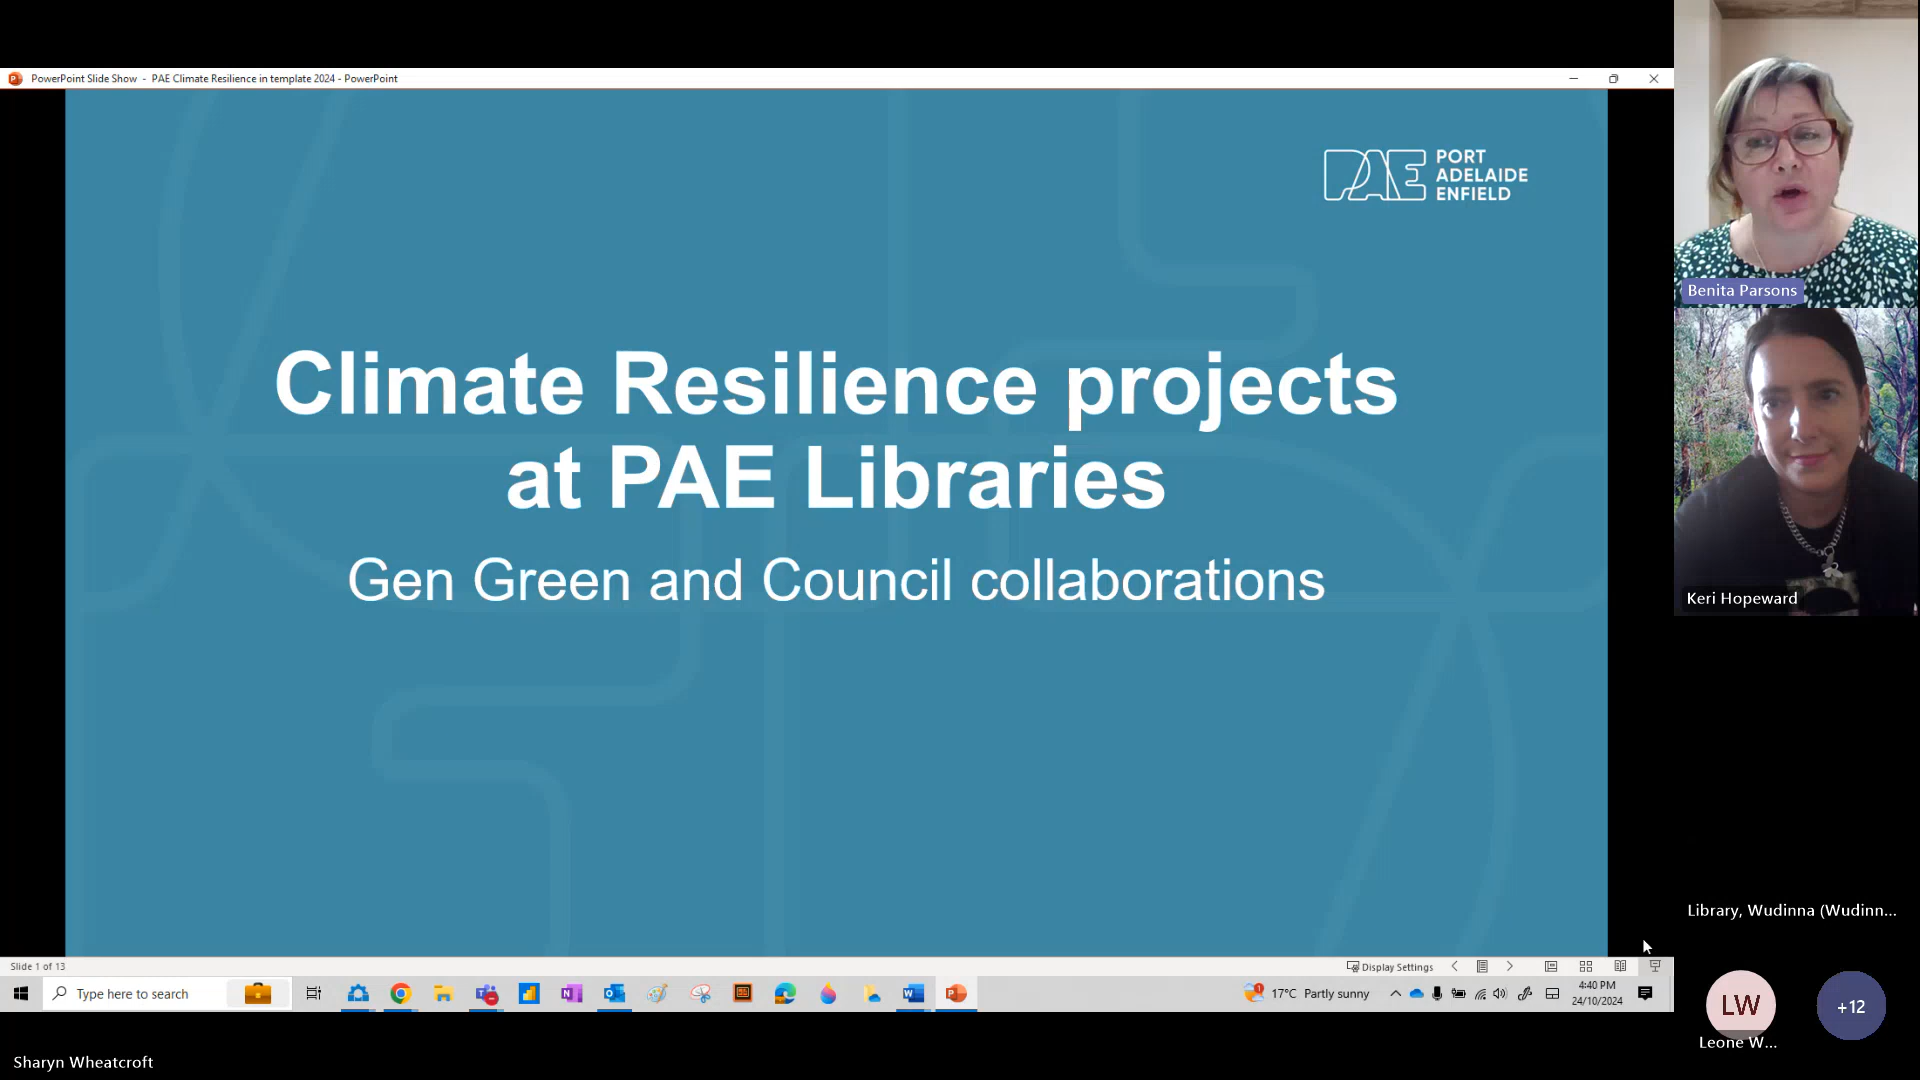 PowerPoint Slide Show - PAE Climate Resilience in template 2024 - PowerPoint
PAE
PORT
ADELAIDE
ENFIELD
Climate Resilience projects
at PAE Libraries
Gen Green and Council collaborations
Benita Parsons
Keri Hopeward
Library, Wudinna (Wudinn...
LW
+12
Leone W...
Slide 1 of 13
Display Settings
Type here to search
17°C Partly sunny
4:40 PM
24/10/2024
Sharyn Wheatcroft